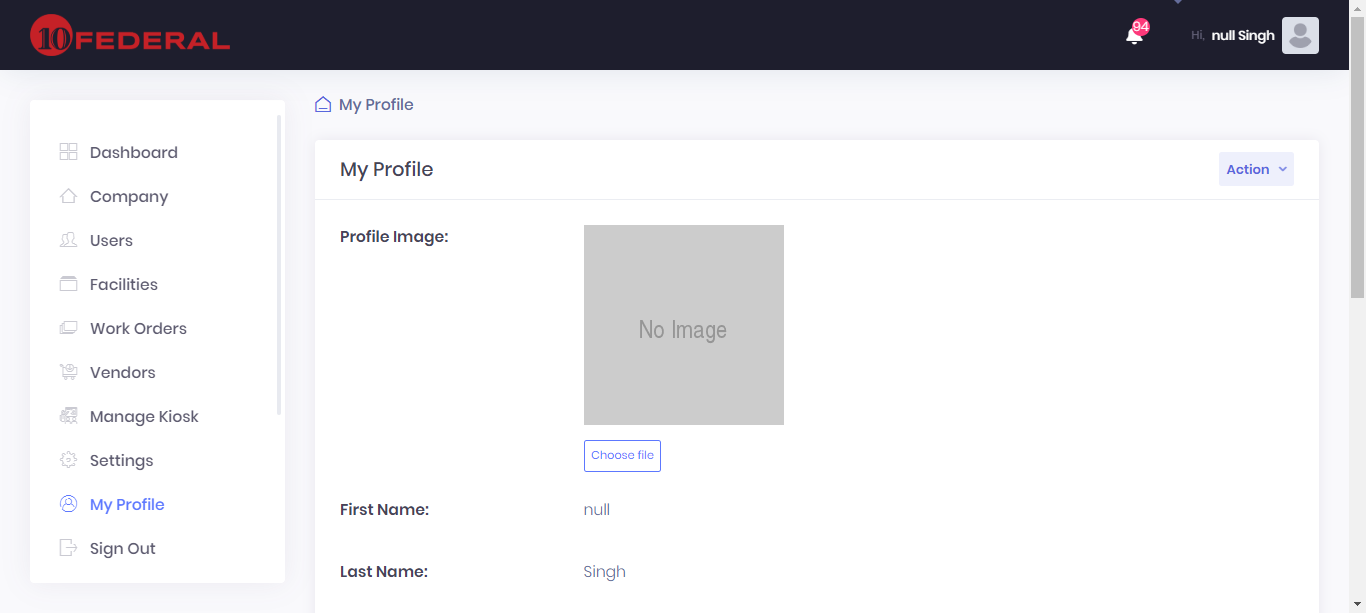 10FEDERAL
94
Hi, null Singh
Dashboard
Company
Users
Facilities
Work Orders
Vendors
Manage Kiosk
Settings
My Profile
Sign Out
My Profile
My Profile
Action
Profile Image:
No Image
Choose file
First Name: null
Last Name: Singh